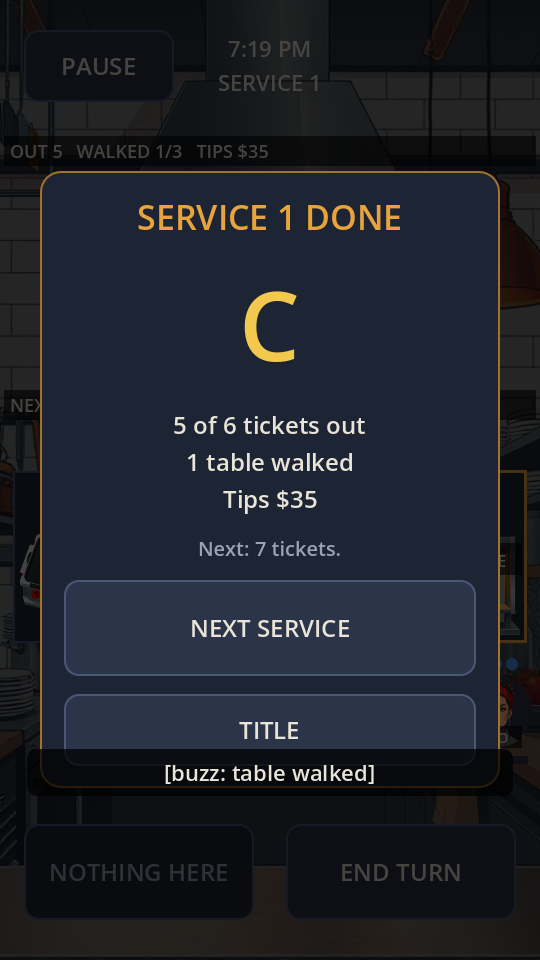 PAUSE
7:19 PM
SERVICE 1
OUT 5 WALKED 1/3 TIPS $35
SERVICE 1 DONE
C
5 of 6 tickets out
1 table walked
Tips $35
Next: 7 tickets.
NEXT SERVICE
TITLE
[buzz: table walked]
NOTHING HERE
END TURN